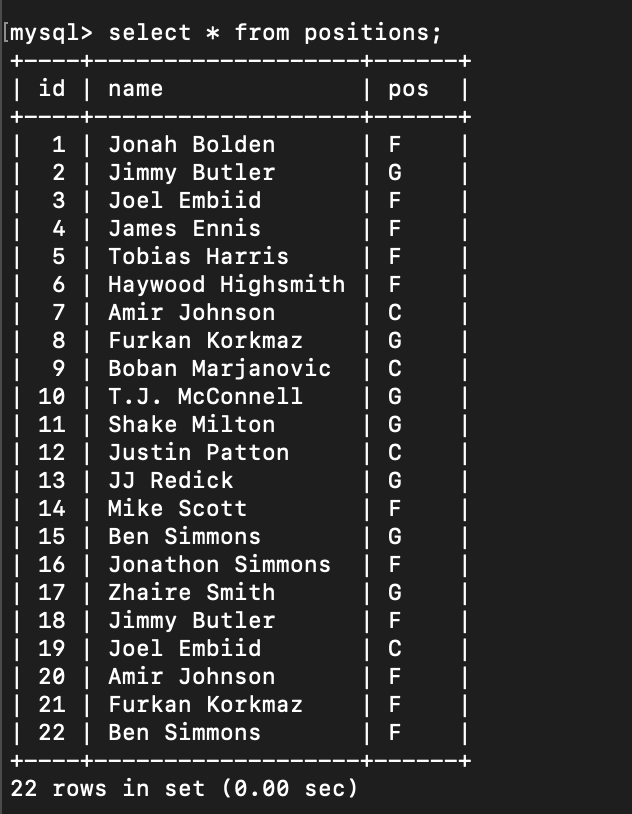 [mysql> select * from positions;
+----+-------------------+------+
| id | name              | pos  |
+----+-------------------+------+
|  1 | Jonah Bolden      | F    |
|  2 | Jimmy Butler      | G    |
|  3 | Joel Embiid       | F    |
|  4 | James Ennis       | F    |
|  5 | Tobias Harris     | F    |
|  6 | Haywood Highsmith | F    |
|  7 | Amir Johnson      | C    |
|  8 | Furkan Korkmaz    | G    |
|  9 | Boban Marjanovic  | C    |
| 10 | T.J. McConnell    | G    |
| 11 | Shake Milton      | G    |
| 12 | Justin Patton     | C    |
| 13 | JJ Redick         | G    |
| 14 | Mike Scott        | F    |
| 15 | Ben Simmons       | G    |
| 16 | Jonathon Simmons  | F    |
| 17 | Zhaire Smith      | G    |
| 18 | Jimmy Butler      | F    |
| 19 | Joel Embiid       | C    |
| 20 | Amir Johnson      | F    |
| 21 | Furkan Korkmaz    | F    |
| 22 | Ben Simmons       | F    |
+----+-------------------+------+
22 rows in set (0.00 sec)